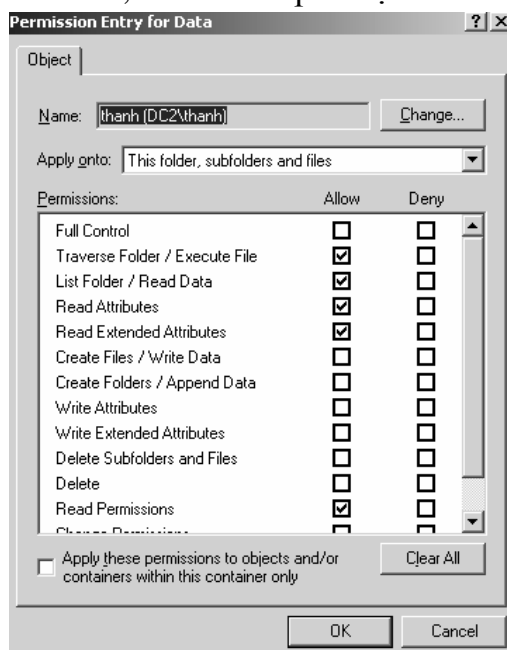 Permission Entry for Data
Object
Name: thanh (DC2\thanh) Change...
Apply onto: This folder, subfolders and files
Permissions: Allow Deny
Full Control
Traverse Folder / Execute File
List Folder / Read Data
Read Attributes
Read Extended Attributes
Create Files / Write Data
Create Folders / Append Data
Write Attributes
Write Extended Attributes
Delete Subfolders and Files
Delete
Read Permissions
Apply these permissions to objects and/or
containers within this container only
Clear All
OK Cancel